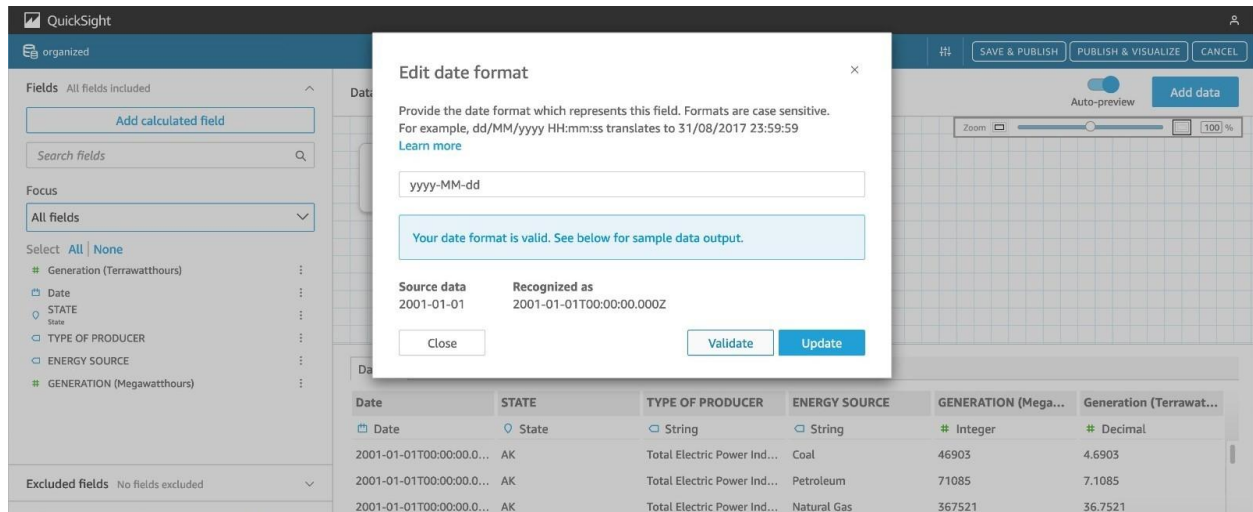 QuickSight
organized
SAVE & PUBLISH
PUBLISH & VISUALIZE
CANCEL
Fields All fields included
Add calculated field
Search fields
Focus
All fields
Select All | None
# Generation (Terrawatthours)
Date
STATE
State
TYPE OF PRODUCER
ENERGY SOURCE
# GENERATION (Megawatthours)
Excluded fields No fields excluded
Auto-preview
Add data
Zoom 100 %
Edit date format
Provide the date format which represents this field. Formats are case sensitive.
For example, dd/MM/yyyy HH:mm:ss translates to 31/08/2017 23:59:59
Learn more
yyyy-MM-dd
Your date format is valid. See below for sample data output.
Source data Recognized as
2001-01-01 2001-01-01T00:00:00.000Z
Close Validate Update
Date STATE TYPE OF PRODUCER ENERGY SOURCE GENERATION (Mega... Generation (Terrawat...
Date State String String # Integer # Decimal
2001-01-01T00:00:00.0... AK Total Electric Power Ind... Coal 46903 4.6903
2001-01-01T00:00:00.0... AK Total Electric Power Ind... Petroleum 71085 7.1085
2001-01-01T00:00:00.0... AK Total Electric Power Ind... Natural Gas 367521 36.7521